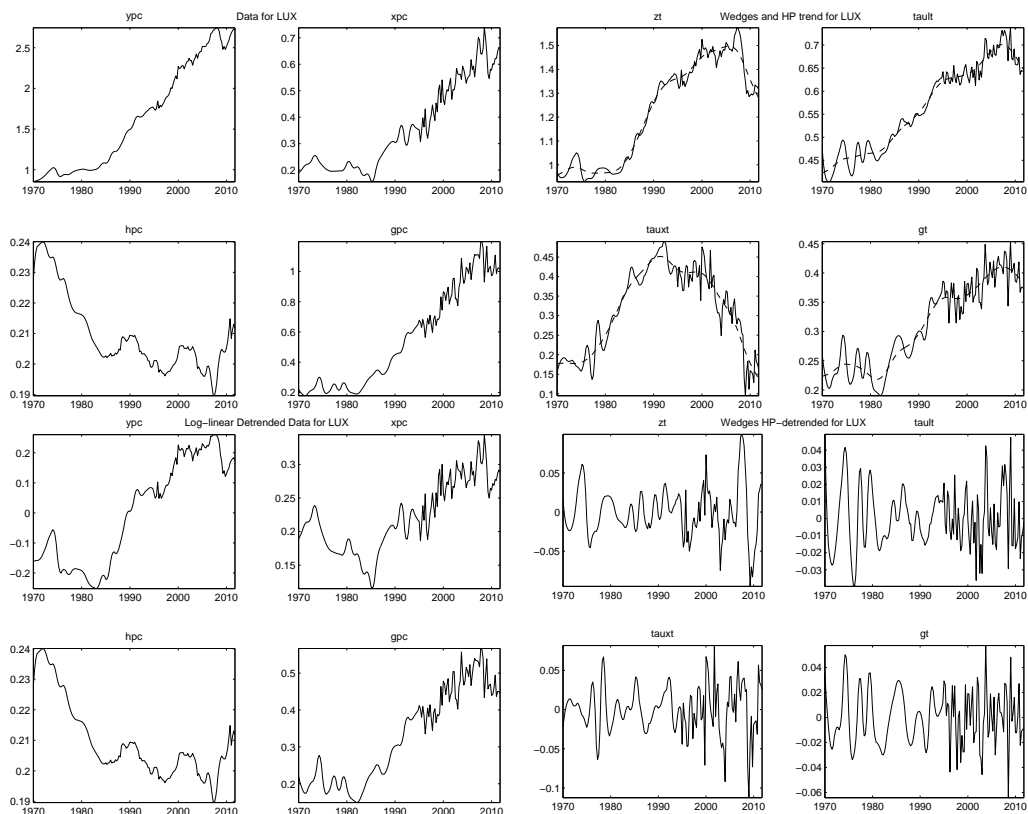 Data for LUX
ypc
2.5
2
1.5
1
1970 1980 1990 2000 2010
xpc
0.7
0.6
0.5
0.4
0.3
0.2
1970 1980 1990 2000 2010
hpc
0.24
0.23
0.22
0.21
0.2
0.19
1970 1980 1990 2000 2010
gpc
1
0.8
0.6
0.4
0.2
1970 1980 1990 2000 2010
Wedges and HP trend for LUX
zt
1.5
1.4
1.3
1.2
1.1
1
0.9
1970 1980 1990 2000 2010
tault
0.7
0.65
0.6
0.55
0.5
0.45
1970 1980 1990 2000 2010
tauxt
0.45
0.4
0.35
0.3
0.25
0.2
0.15
0.1
1970 1980 1990 2000 2010
gt
0.45
0.4
0.35
0.3
0.25
0.2
1970 1980 1990 2000 2010
Log−linear Detrended Data for LUX
ypc
0.2
0.1
0
−0.1
−0.2
1970 1980 1990 2000 2010
xpc
0.3
0.25
0.2
0.15
1970 1980 1990 2000 2010
hpc
0.24
0.23
0.22
0.21
0.2
0.19
1970 1980 1990 2000 2010
gpc
0.5
0.4
0.3
0.2
1970 1980 1990 2000 2010
Wedges HP−detrended for LUX
zt
0.05
0
−0.05
1970 1980 1990 2000 2010
tault
0.04
0.03
0.02
0.01
0
−0.01
−0.02
−0.03
1970 1980 1990 2000 2010
tauxt
0.05
0
−0.05
−0.1
1970 1980 1990 2000 2010
gt
0.04
0.02
0
−0.02
−0.04
−0.06
1970 1980 1990 2000 2010